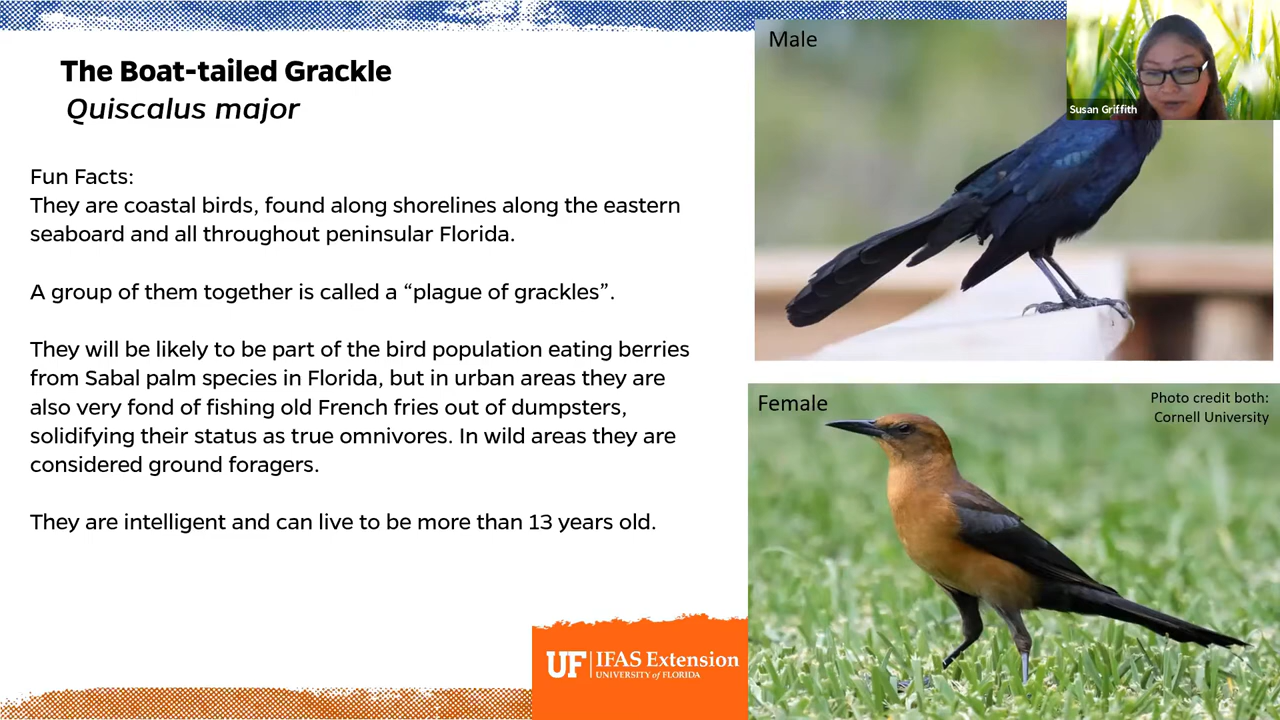 The Boat-tailed Grackle
Quiscalus major
Fun Facts:
They are coastal birds, found along shorelines along the eastern
seaboard and all throughout peninsular Florida.
A group of them together is called a “plague of grackles”.
They will be likely to be part of the bird population eating berries
from Sabal palm species in Florida, but in urban areas they are
also very fond of fishing old French fries out of dumpsters,
solidifying their status as true omnivores. In wild areas they are
considered ground foragers.
They are intelligent and can live to be more than 13 years old.
UF IFAS Extension
UNIVERSITY of FLORIDA
Male
Susan Griffith
Female
Photo credit both:
Cornell University